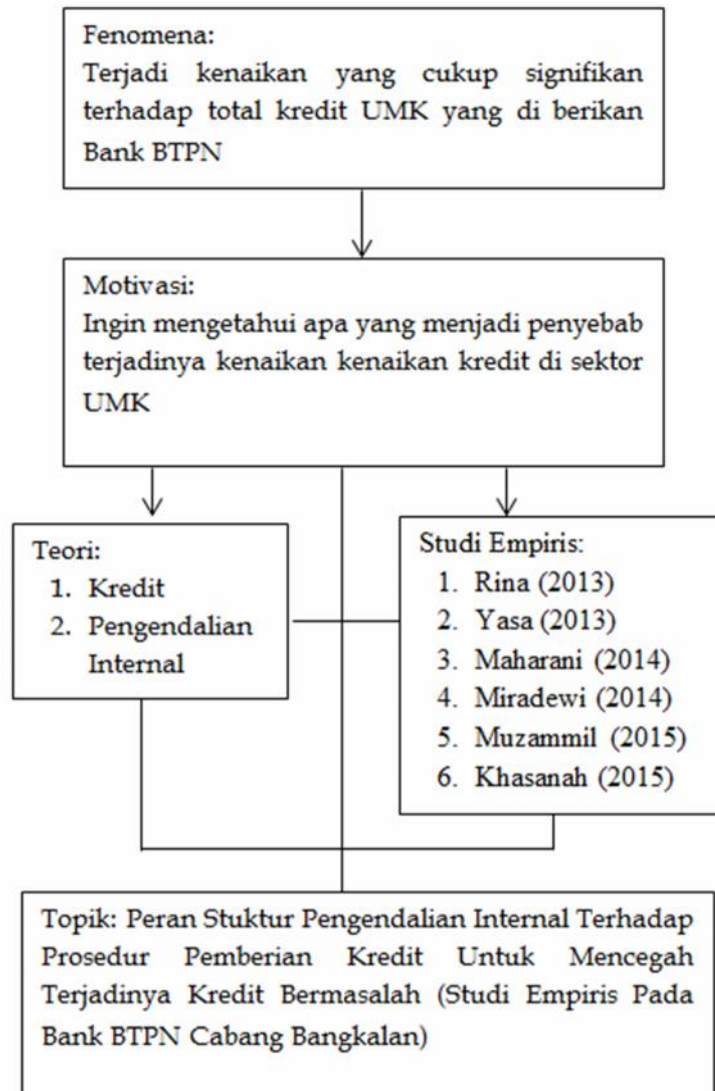 Fenomena:
Terjadi kenaikan yang cukup signifikan
terhadap total kredit UMK yang di berikan
Bank BTPN
Motivasi:
Ingin mengetahui apa yang menjadi penyebab
terjadinya kenaikan kenaikan kredit di sektor
UMK
Teori:
1. Kredit
2. Pengendalian
Internal
Studi Empiris:
1. Rina (2013)
2. Yasa (2013)
3. Maharani (2014)
4. Miradewi (2014)
5. Muzammil (2015)
6. Khasanah (2015)
Topik: Peran Stuktur Pengendalian Internal Terhadap
Prosedur Pemberian Kredit Untuk Mencegah
Terjadinya Kredit Bermasalah (Studi Empiris Pada
Bank BTPN Cabang Bangkalan)